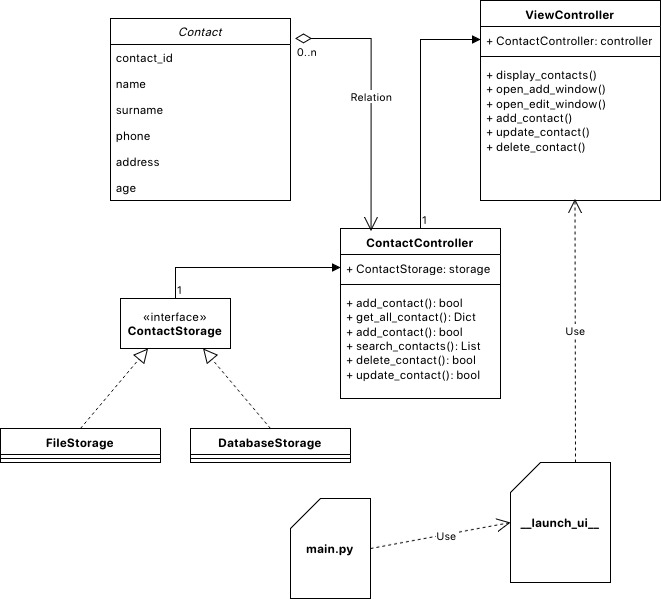 Contact
contact_id
name
surname
phone
address
age
0..n
Relation
ViewController
+ ContactController: controller
+ display_contacts()
+ open_add_window()
+ open_edit_window()
+ add_contact()
+ update_contact()
+ delete_contact()
1
ContactController
+ ContactStorage: storage
+ add_contact(): bool
+ get_all_contact(): Dict
+ add_contact(): bool
+ search_contacts(): List
+ delete_contact(): bool
+ update_contact(): bool
1
«interface»
ContactStorage
FileStorage
DatabaseStorage
Use
__launch_ui__
Use
main.py